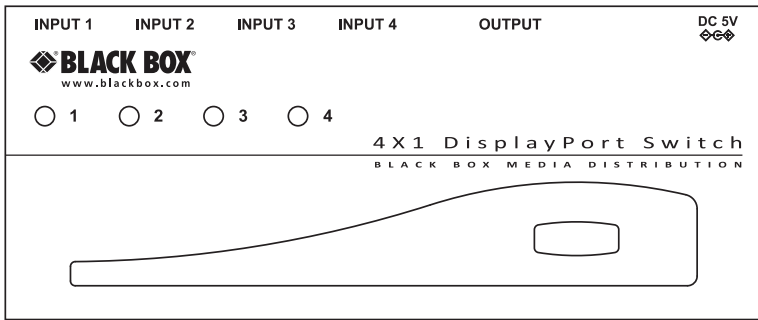 INPUT 1 INPUT 2 INPUT 3 INPUT 4 OUTPUT DC 5V
BLACK BOX®
www.blackbox.com
1 2 3 4
4X1 DisplayPort Switch
BLACK BOX MEDIA DISTRIBUTION